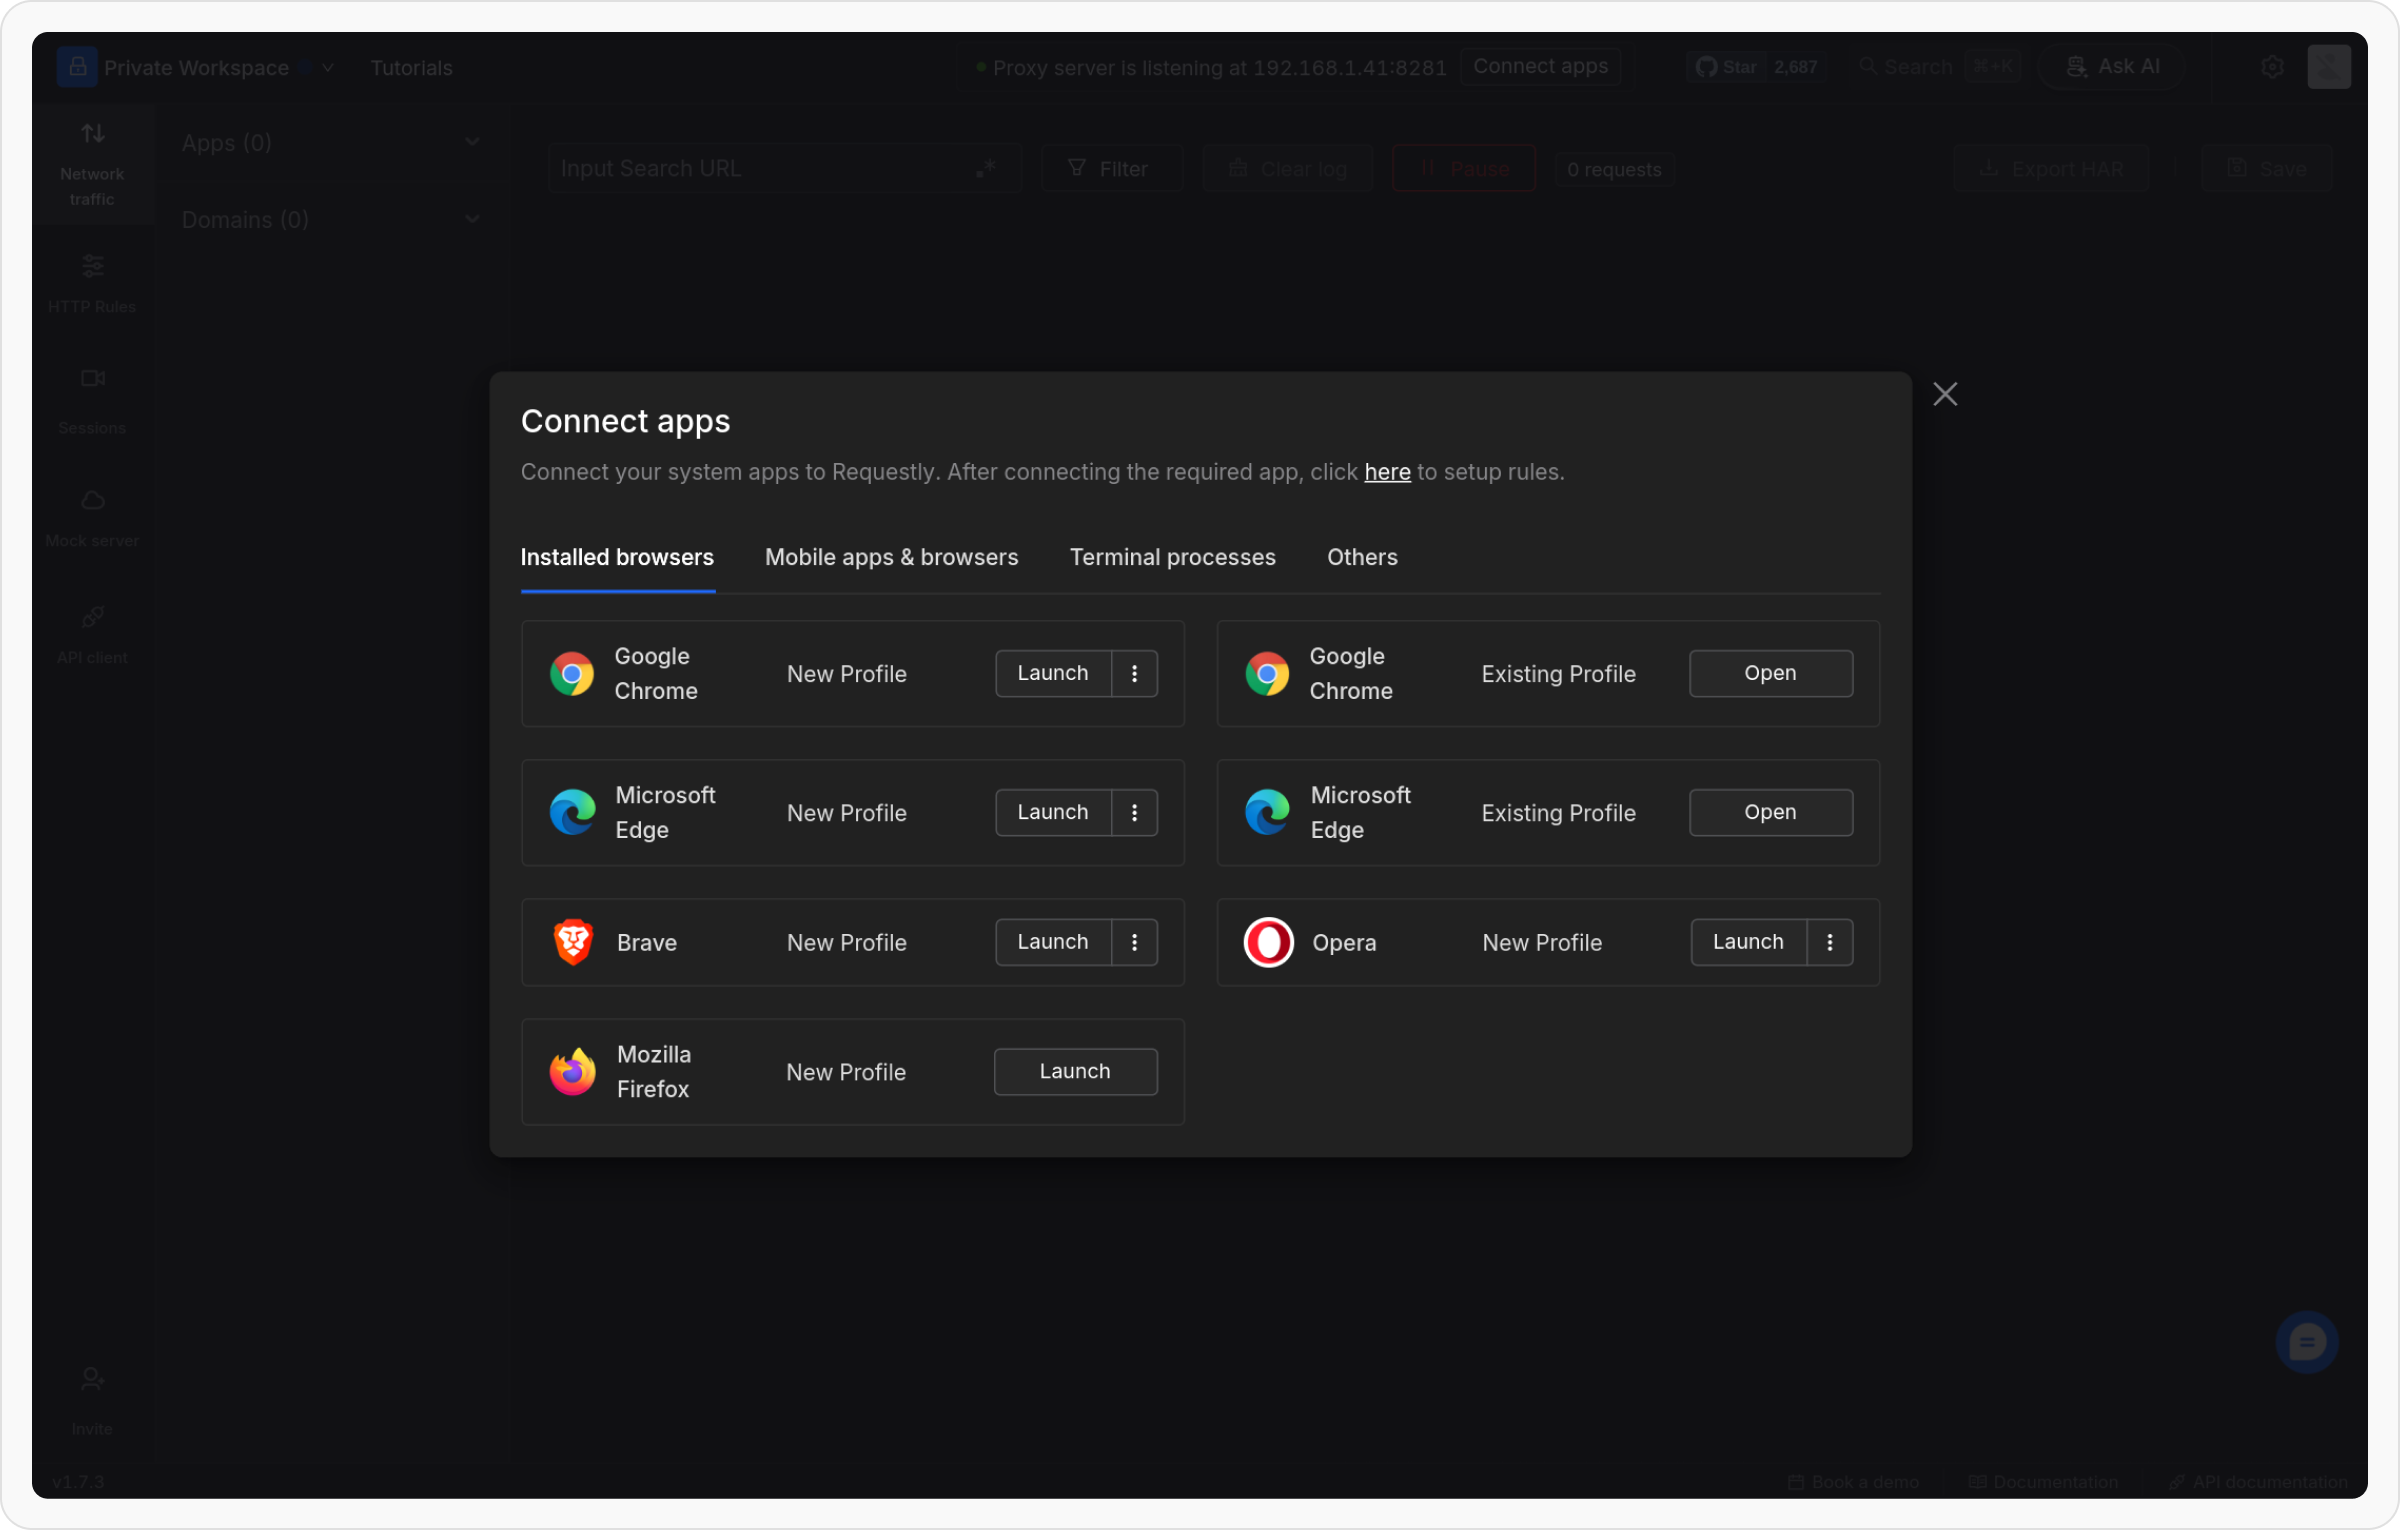 Private Workspace
Tutorials
Proxy server is listening at 192.168.1.41:8281
Connect apps
Star
2,687
Search
⌘+K
Ask AI
Network
traffic
HTTP Rules
Sessions
Mock server
API client
Invite
Apps (0)
Domains (0)
Input Search URL
.*
Filter
Clear log
Pause
0 requests
Export HAR
Save
Connect apps
Connect your system apps to Requestly. After connecting the required app, click here to setup rules.
Installed browsers
Mobile apps & browsers
Terminal processes
Others
Google
Chrome
New Profile
Launch
Google
Chrome
Existing Profile
Open
Microsoft
Edge
New Profile
Launch
Microsoft
Edge
Existing Profile
Open
Brave
New Profile
Launch
Opera
New Profile
Launch
Mozilla
Firefox
New Profile
Launch
v1.7.3
Book a demo
Documentation
API documentation